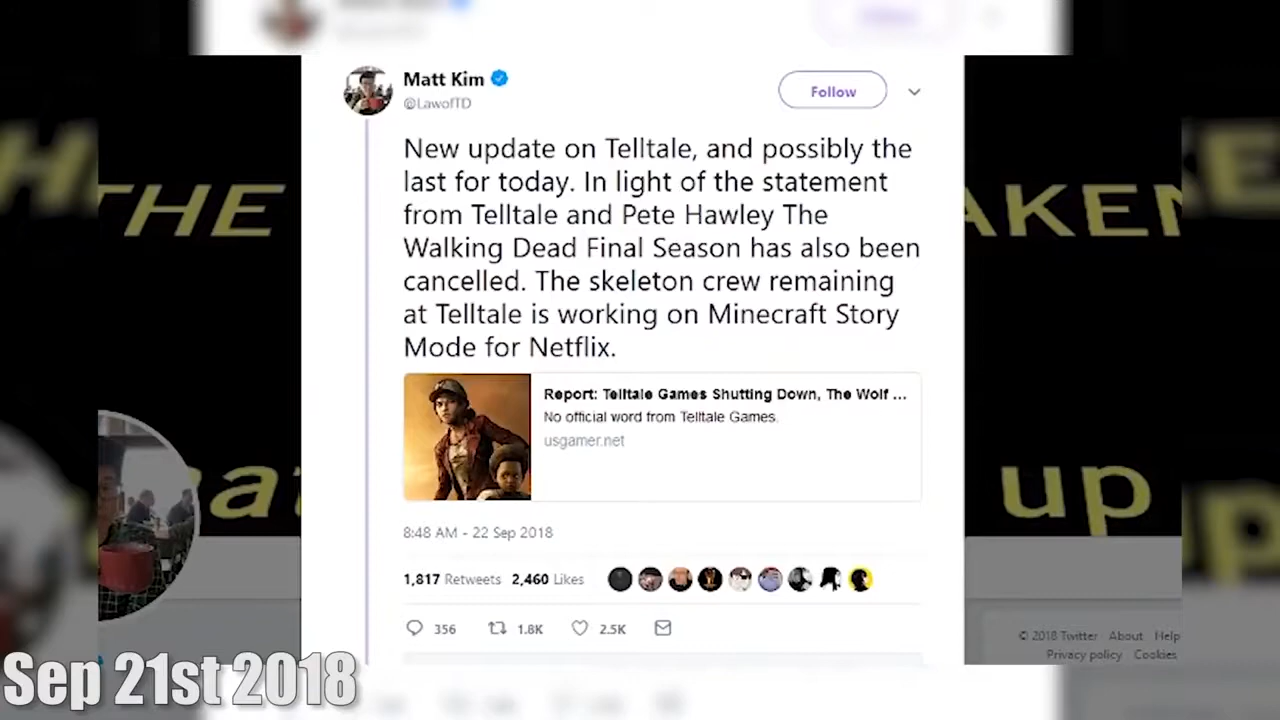 Matt Kim
@LawofTD
Follow
New update on Telltale, and possibly the
last for today. In light of the statement
from Telltale and Pete Hawley The
Walking Dead Final Season has also been
cancelled. The skeleton crew remaining
at Telltale is working on Minecraft Story
Mode for Netflix.
Report: Telltale Games Shutting Down, The Wolf ...
No official word from Telltale Games.
usgamer.net
8:48 AM - 22 Sep 2018
1,817 Retweets 2,460 Likes
356 1.8K 2.5K
THE
AKEN
up
© 2018 Twitter About Help
Privacy policy Cookies
Sep 21st 2018